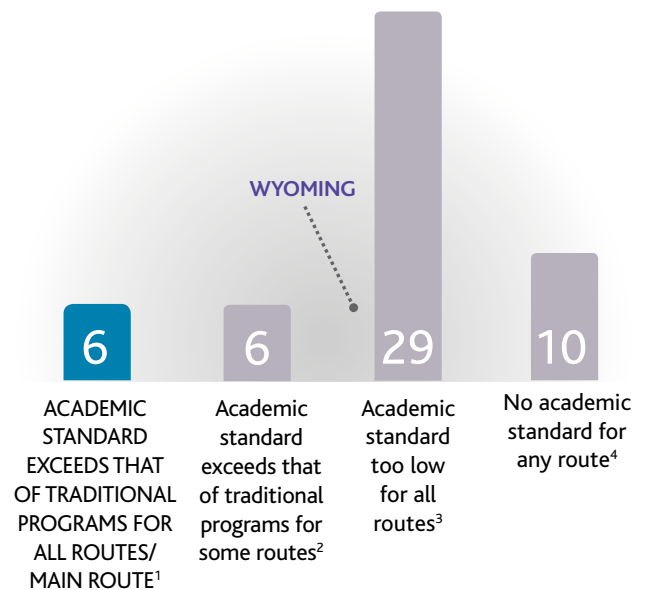 WYOMING
6
6
29
10
ACADEMIC
STANDARD
EXCEEDS THAT
OF TRADITIONAL
PROGRAMS FOR
ALL ROUTES/
MAIN ROUTE¹
Academic
standard
exceeds that
of traditional
programs for
some routes²
Academic
standard
too low
for all
routes³
No academic
standard for
any route⁴